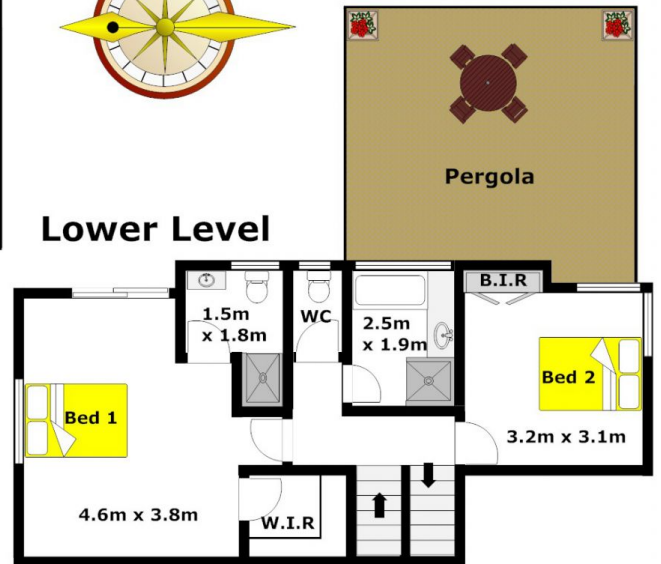 Pergola
Lower Level
B.I.R
1.5m
x 1.8m
WC
2.5m
x 1.9m
Bed 1
Bed 2
3.2m x 3.1m
4.6m x 3.8m
W.I.R